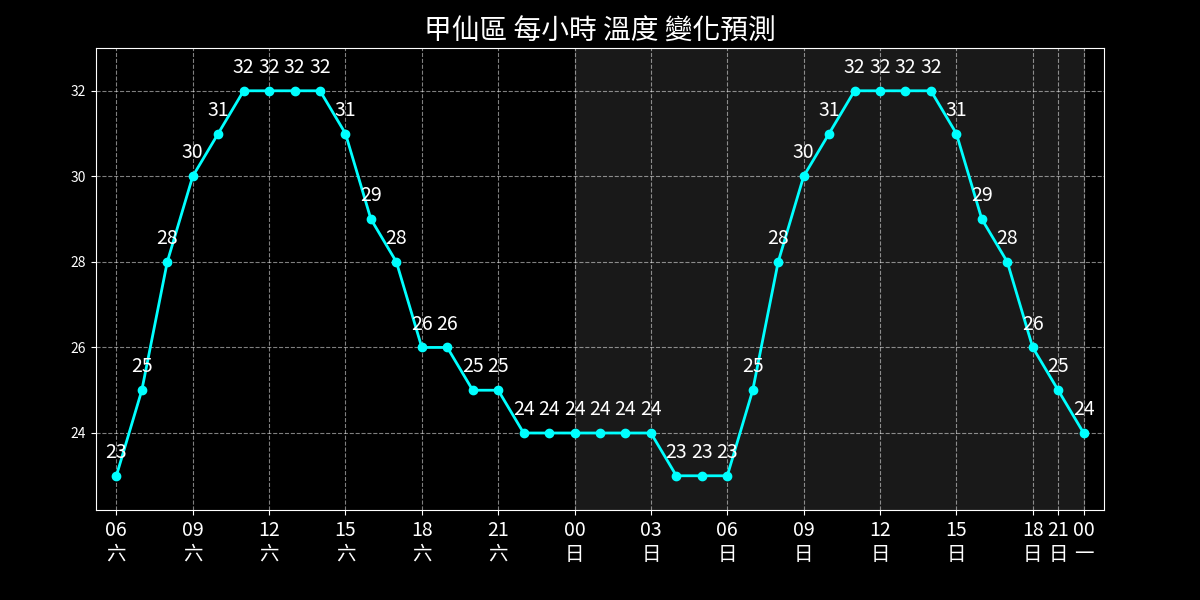 甲仙區 每小時 溫度 變化預測
32 32 32 32 32 32 32 32
32
31 31 31 31
30 30
30
29 29
28 28 28 28
28
26 26 26
26
25 25 25 25 25
24 24 24 24 24 24 24
24
23 23 23 23
06 09 12 15 18 21 00 03 06 09 12 15 18 21 00
六 六 六 六 六 六 日 日 日 日 日 日 日 日 一